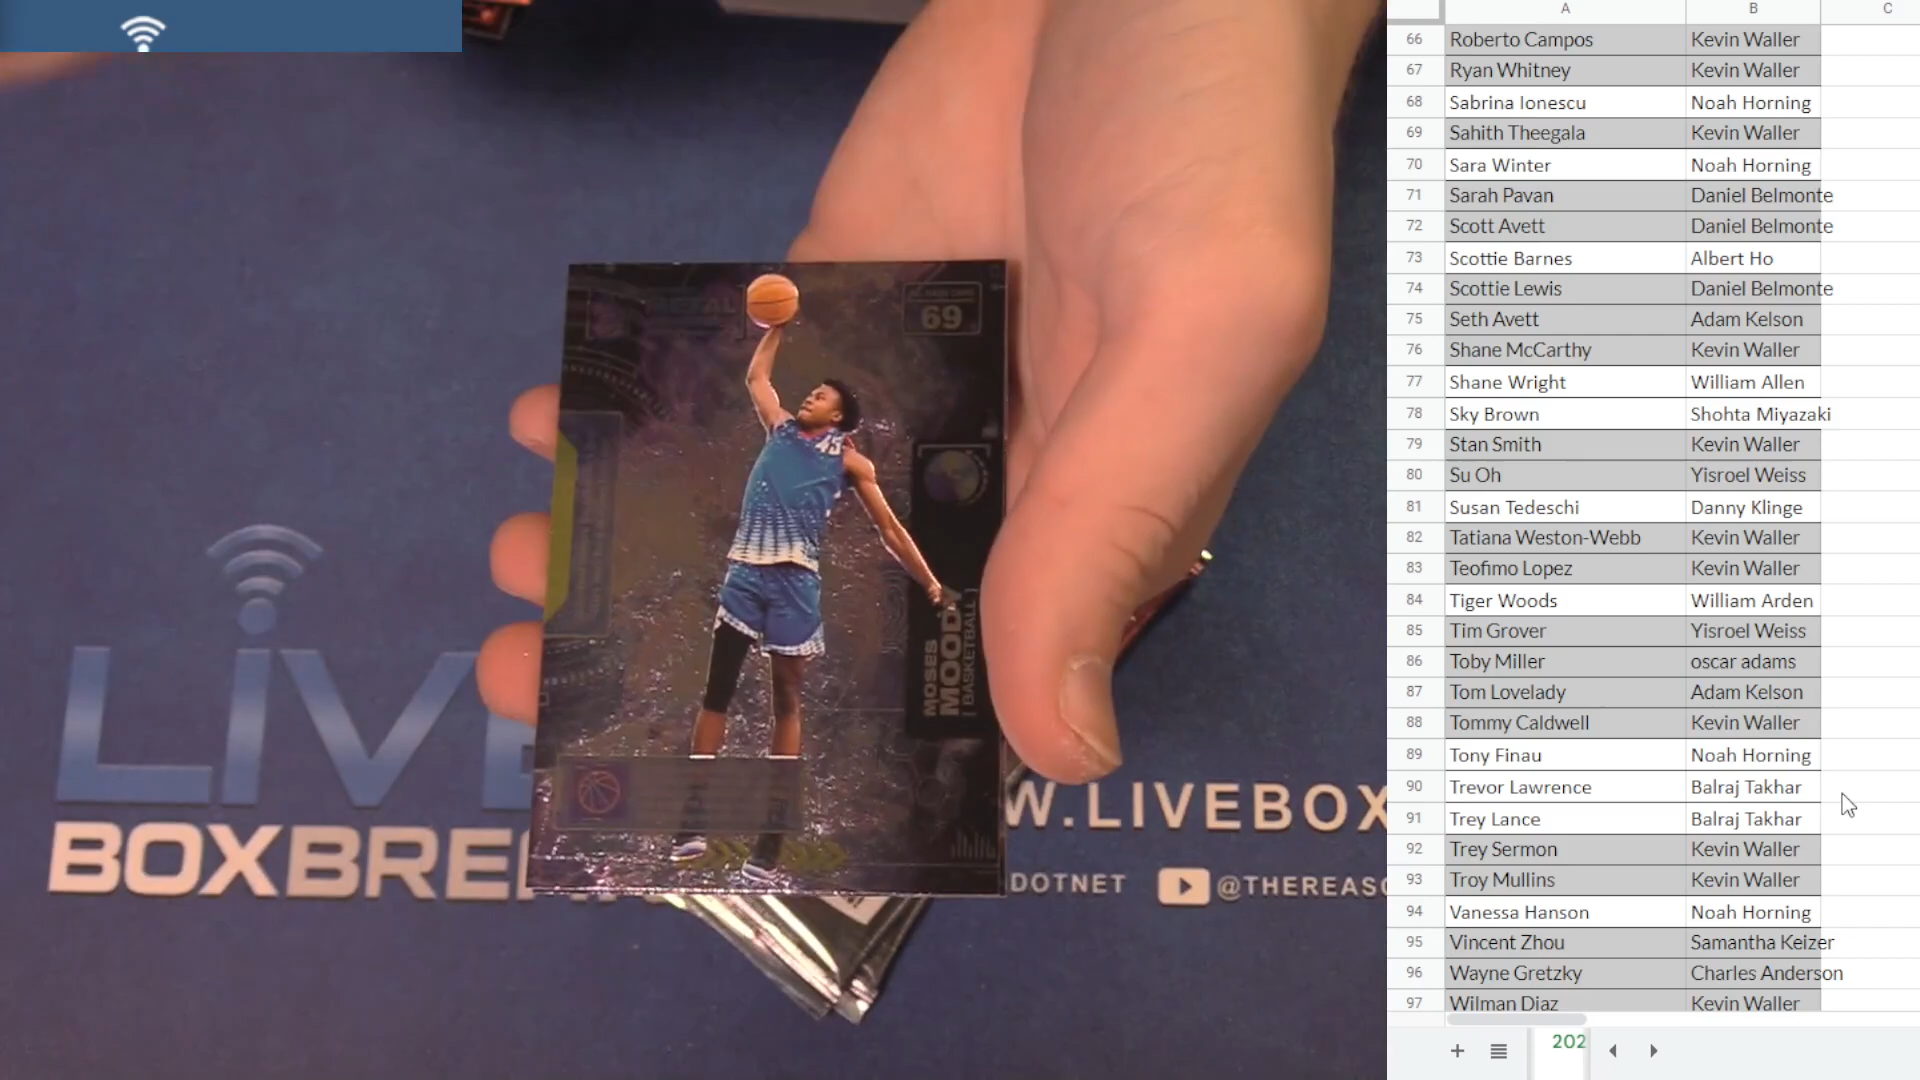 METAL
69
43
MOSES
MOODY
[ BASKETBALL ]
LIVE
BOXBRE
W.LIVEBOX
DOTNET
@THEREAS
A B C
66 Roberto Campos Kevin Waller
67 Ryan Whitney Kevin Waller
68 Sabrina Ionescu Noah Horning
69 Sahith Theegala Kevin Waller
70 Sara Winter Noah Horning
71 Sarah Pavan Daniel Belmonte
72 Scott Avett Daniel Belmonte
73 Scottie Barnes Albert Ho
74 Scottie Lewis Daniel Belmonte
75 Seth Avett Adam Kelson
76 Shane McCarthy Kevin Waller
77 Shane Wright William Allen
78 Sky Brown Shohta Miyazaki
79 Stan Smith Kevin Waller
80 Su Oh Yisroel Weiss
81 Susan Tedeschi Danny Klinge
82 Tatiana Weston-Webb Kevin Waller
83 Teofimo Lopez Kevin Waller
84 Tiger Woods William Arden
85 Tim Grover Yisroel Weiss
86 Toby Miller oscar adams
87 Tom Lovelady Adam Kelson
88 Tommy Caldwell Kevin Waller
89 Tony Finau Noah Horning
90 Trevor Lawrence Balraj Takhar
91 Trey Lance Balraj Takhar
92 Trey Sermon Kevin Waller
93 Troy Mullins Kevin Waller
94 Vanessa Hanson Noah Horning
95 Vincent Zhou Samantha Keizer
96 Wayne Gretzky Charles Anderson
97 Wilman Diaz Kevin Waller
202